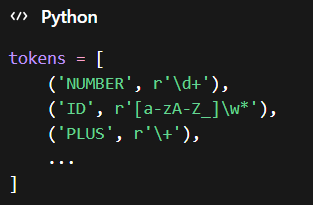 </> Python
tokens = [
    ('NUMBER', r'\d+'),
    ('ID', r'[a-zA-Z_]\w*'),
    ('PLUS', r'\+'),
    ...
]